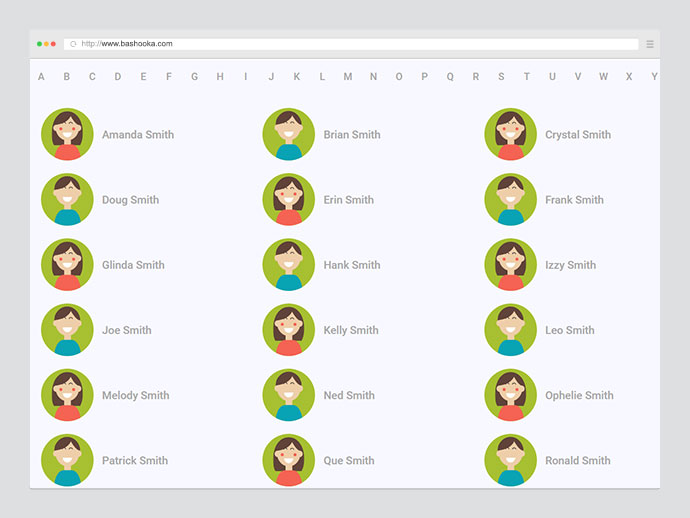 http://www.bashooka.com
A B C D E F G H I J K L M N O P Q R S T U V W X Y
Amanda Smith Brian Smith Crystal Smith
Doug Smith Erin Smith Frank Smith
Glinda Smith Hank Smith Izzy Smith
Joe Smith Kelly Smith Leo Smith
Melody Smith Ned Smith Ophelie Smith
Patrick Smith Que Smith Ronald Smith